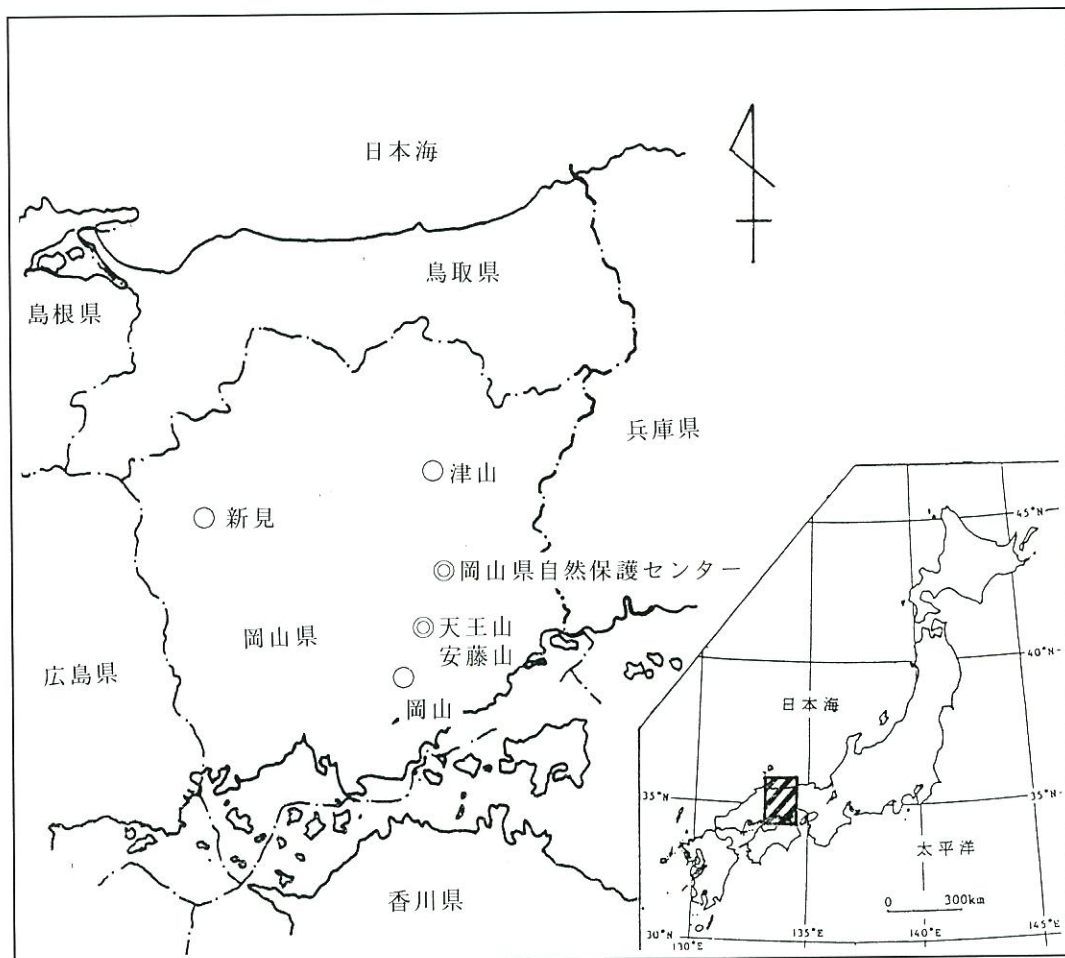 日本海
鳥取県
島根県
兵庫県
津山
新見
岡山県自然保護センター
天王山
安藤山
岡山県
広島県
岡山
香川県
45°N
40°N
日本海
35°N
35°N
太平洋
0 300km
30°N
130°E
135°E
140°E
145°E